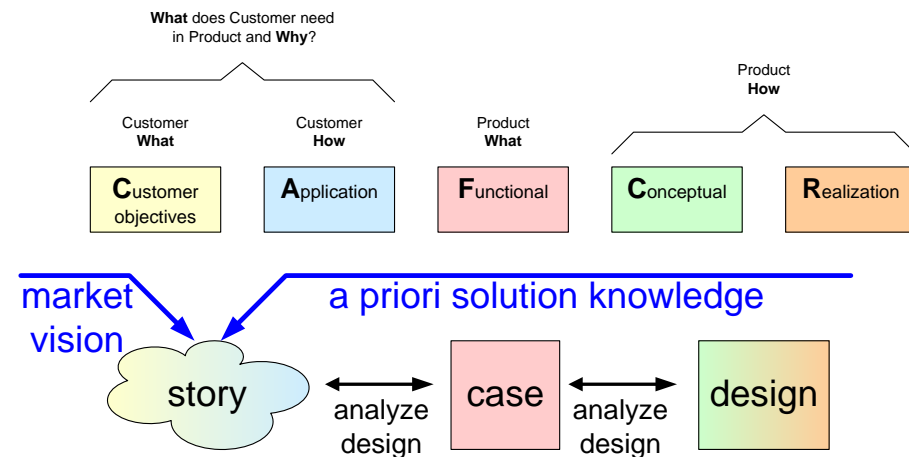 What does Customer need
in Product and Why?
Product
How
Customer
What
Customer
How
Product
What
Customer
objectives
Application
Functional
Conceptual
Realization
market
vision
a priori solution knowledge
story
analyze
design
case
analyze
design
design